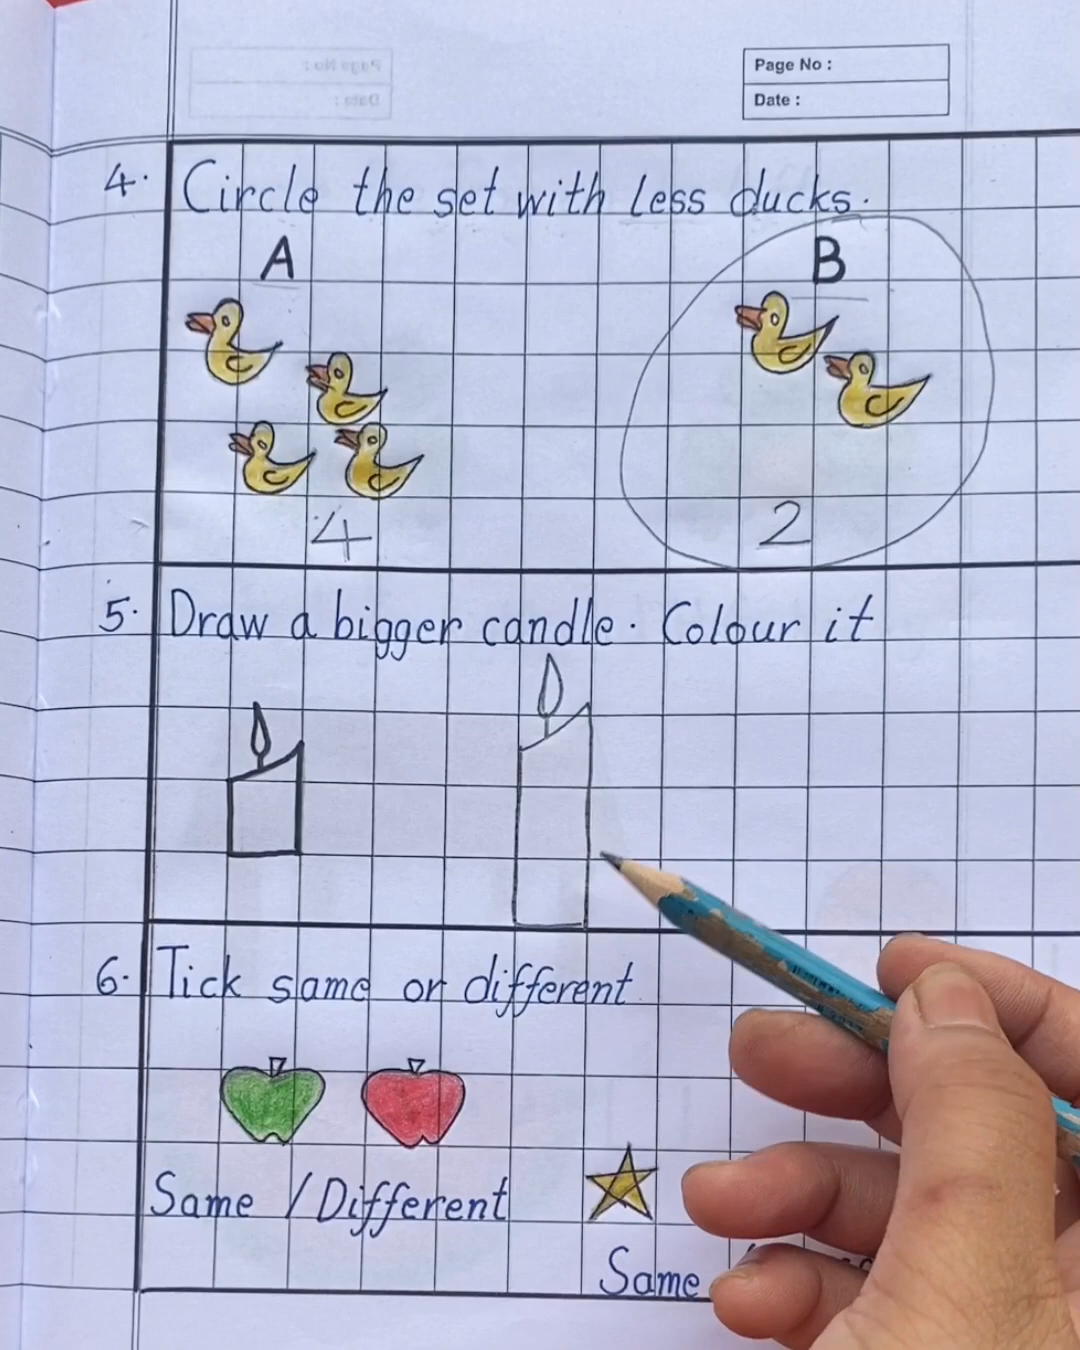 Page No :
Date :
4. Circle the set with less ducks.
A
B
4
2
5. Draw a bigger candle. Colour it
6. Tick same or different
Same / Different
Same